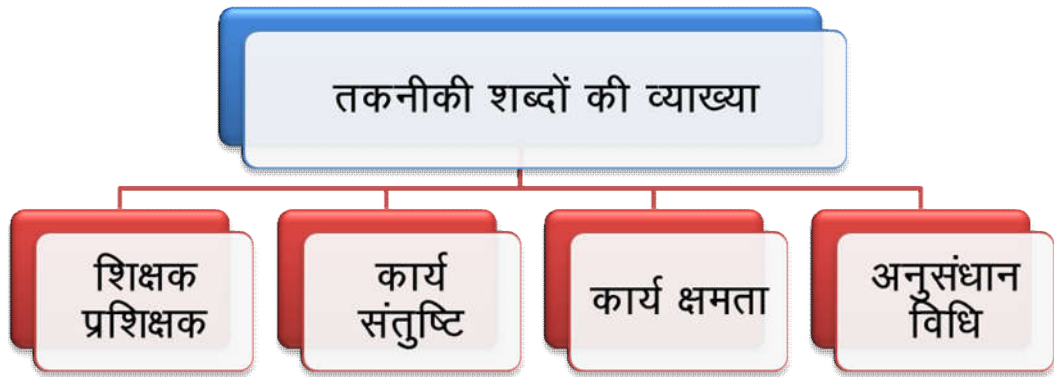 तकनीकी शब्दों की व्याख्या
शिक्षक
प्रशिक्षक
कार्य
संतुष्टि
कार्य क्षमता
अनुसंधान
विधि